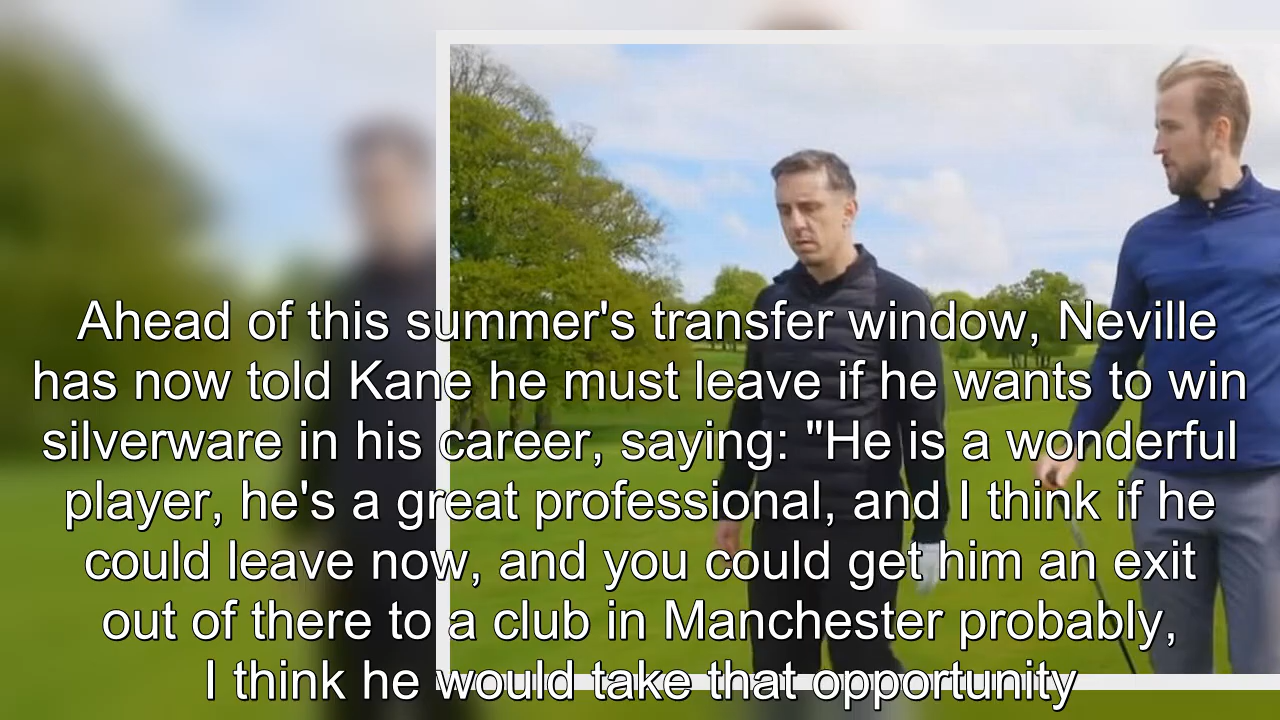 Ahead of this summer's transfer window, Neville
has now told Kane he must leave if he wants to win
silverware in his career, saying: "He is a wonderful
player, he's a great professional, and I think if he
could leave now, and you could get him an exit
out of there to a club in Manchester probably,
I think he would take that opportunity